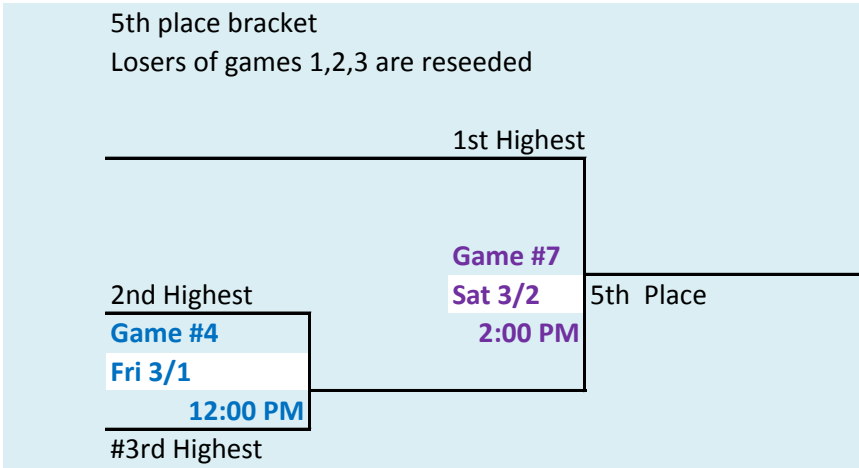 5th place bracket
Losers of games 1,2,3 are reseeded
1st Highest
Game #7
2nd Highest
Sat 3/2
5th Place
Game #4
2:00 PM
Fri 3/1
12:00 PM
#3rd Highest